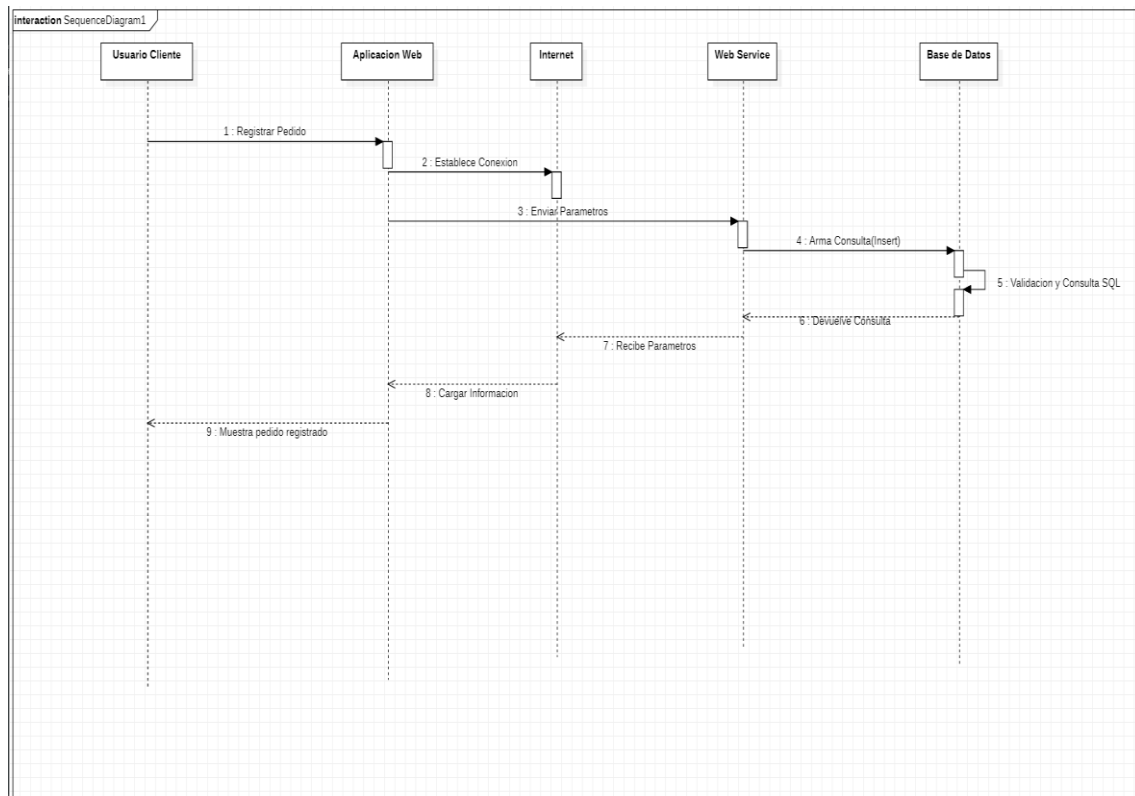 interaction SequenceDiagram1
Usuario Cliente
Aplicacion Web
Internet
Web Service
Base de Datos
1 : Registrar Pedido
2 : Establece Conexion
3 : Enviar Parametros
4 : Arma Consulta(Insert)
5 : Validacion y Consulta SQL
6 : Devuelve Consulta
7 : Recibe Parametros
8 : Cargar Informacion
9 : Muestra pedido registrado